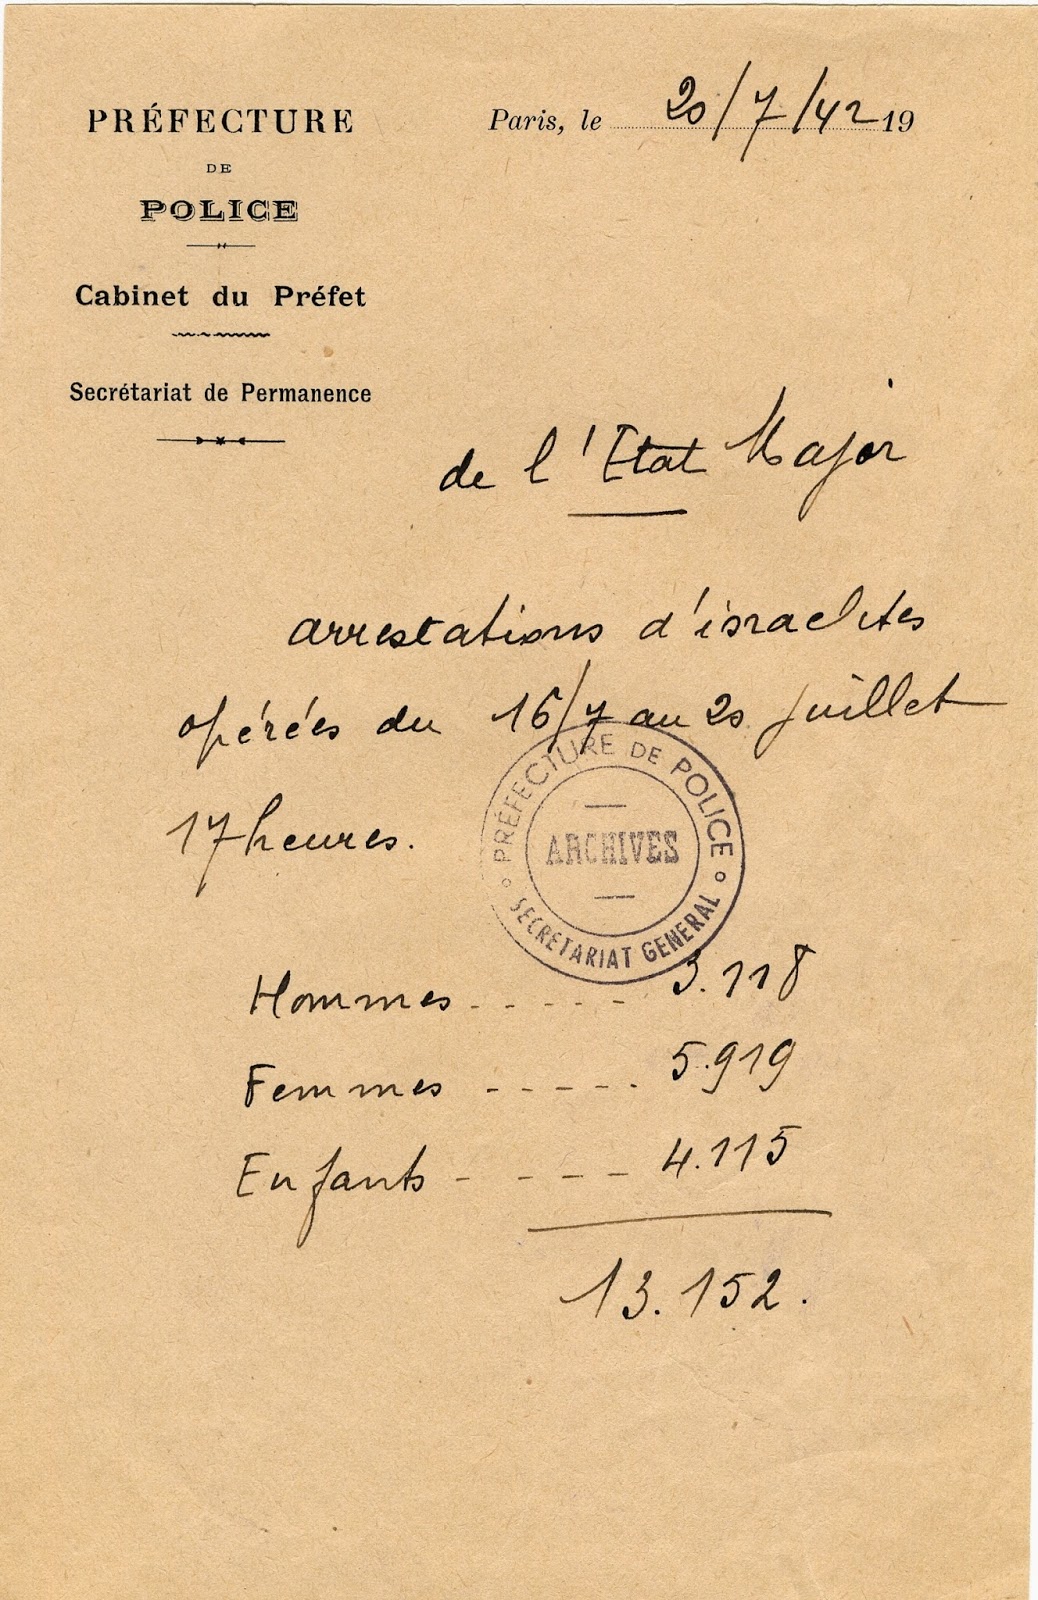 PRÉFECTURE
DE
POLICE
Cabinet du Préfet
Secrétariat de Permanence
Paris, le 20/7/42 19
de l'Etat Major
arrestations d'israelites
opérées du 16/7 au 20 juillet
17 heures.
PRÉFECTURE DE POLICE
ARCHIVES
SECRÉTARIAT GENERAL
Hommes - - - - - 3.118
Femmes - - - - - 5.919
Enfants - - - - - 4.115
13.152.